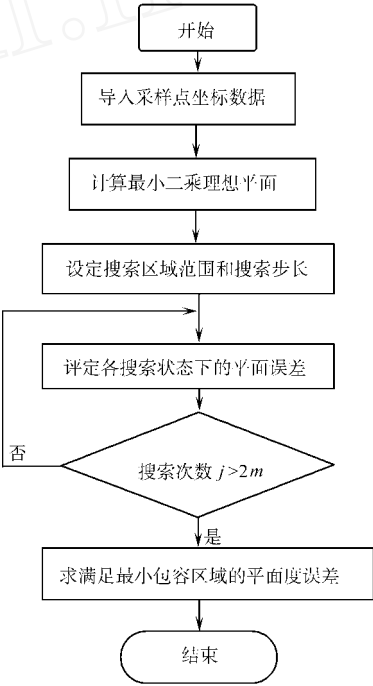 开始
导入采样点坐标数据
计算最小二乘理想平面
设定搜索区域范围和搜索步长
评定各搜索状态下的平面误差
否
搜索次数 j>2m
是
求满足最小包容区域的平面度误差
结束